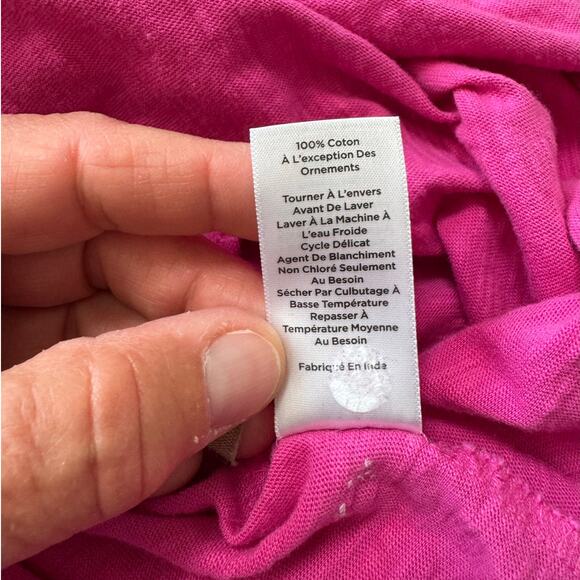 100% Coton
À L'exception Des
Ornements
Tourner À L'envers
Avant De Laver
Laver À La Machine À
L'eau Froide
Cycle Délicat
Agent De Blanchiment
Non Chloré Seulement
Au Besoin
Sécher Par Culbutage À
Basse Température
Repasser À
Température Moyenne
Au Besoin
Fabriqué En Inde